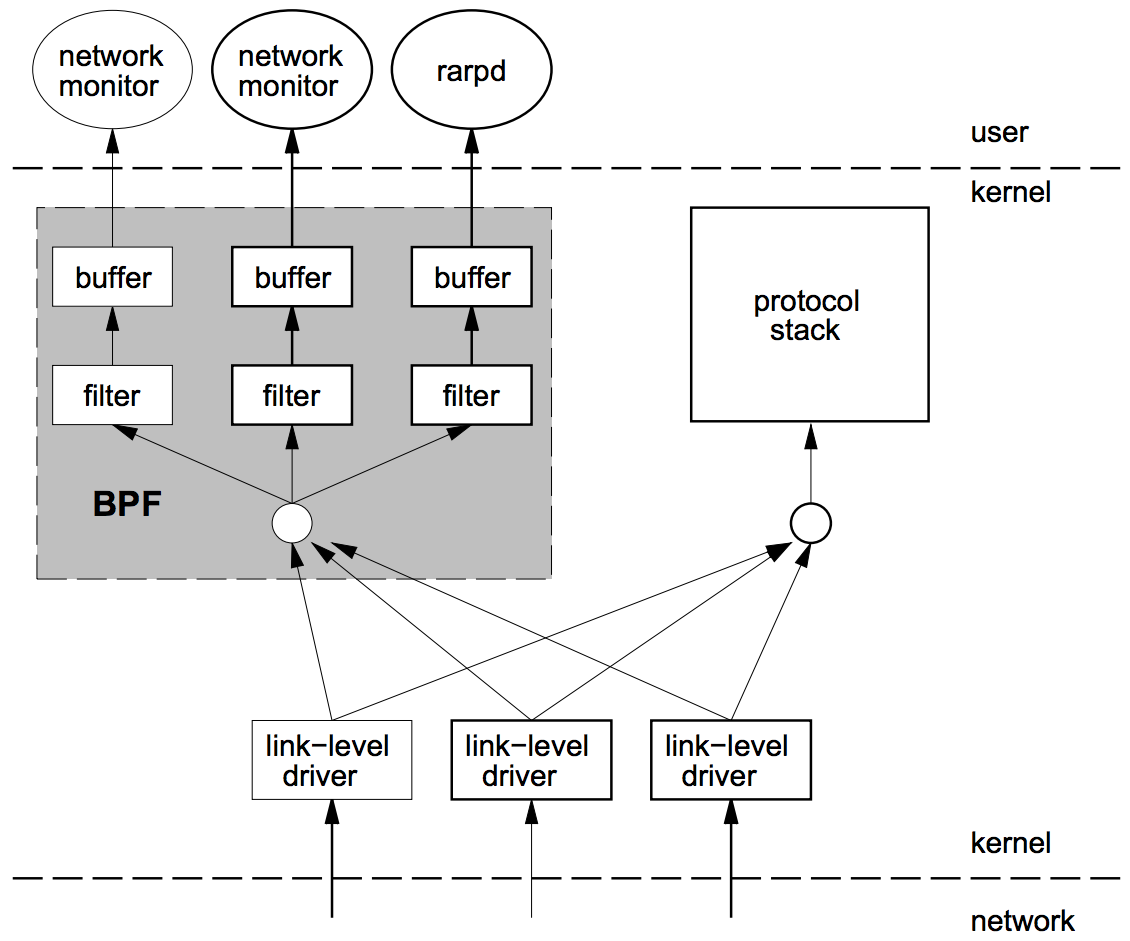 network
monitor
network
monitor
rarpd
user
kernel
buffer
buffer
buffer
protocol
stack
filter
filter
filter
BPF
link−level
driver
link−level
driver
link−level
driver
kernel
network